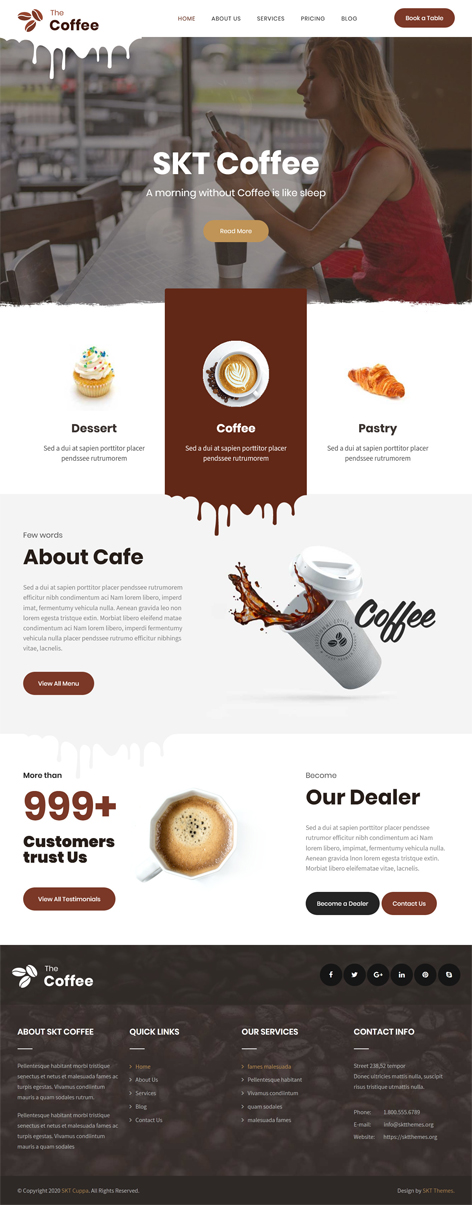 The
Coffee
HOME ABOUT US SERVICES PRICING BLOG
Book a Table
SKT Coffee
A morning without Coffee is like sleep
Read More
Dessert
Sed a dui at sapien porttitor placer
pendssee rutrumorem
Coffee
Sed a dui at sapien porttitor placer
pendssee rutrumorem
Pastry
Sed a dui at sapien porttitor placer
pendssee rutrumorem
Few words
About Cafe
Sed a dui at sapien porttitor placer pendssee rutrumorem
efficitur nibh condimentum aci Nam lorem libero, imperd
imat, fermentumy vehicula nulla. Aenean gravida leo non
lorem egesta tristque extin. Morbiat libero eleifend matae
condimentum aci Nam lorem libero, imperdi fermentumy
vehicula nulla placer pendssee rutrumo efficitur nibhings
vitae, lacnelis.
View All Menu
Coffee
More than
999+
Customers
trust Us
View All Testimonials
Become
Our Dealer
Sed a dui at sapien porttitor placer pendssee
rutrumor efficitur nibh condimentum aci Nam
lorem libero, impimat, fermentumy vehicula nulla.
Aenean gravida lnon lorem egesta tristque extin.
Morbiat libero eleifematae vitae, lacnelis.
Become a Dealer
Contact Us
The
Coffee
ABOUT SKT COFFEE
Pellentesque habitant morbi tristique
senectus et netus et malesuada fames ac
turpis egestas. Vivamus condiintum
mauris a quam sodales rutrum.
Pellentesque habitant morbi tristique
senectus et netus et malesuada fames ac
turpis egestas. Vivamus condiintum
mauris a quam sodales
QUICK LINKS
Home
About Us
Services
Blog
Contact Us
OUR SERVICES
fames malesuada
Pellentesque habitant
Vivamus condiintum
quam sodales
malesuada fames
CONTACT INFO
Street 238,52 tempor
Donec ultricies mattis nulla, suscipit
risus tristique utmattis nulla.
Phone: 1.800.555.6789
E-mail: info@sktthemes.org
Website: https://sktthemes.org
© Copyright 2020 SKT Cuppa. All Rights Reserved.
Design by SKT Themes.